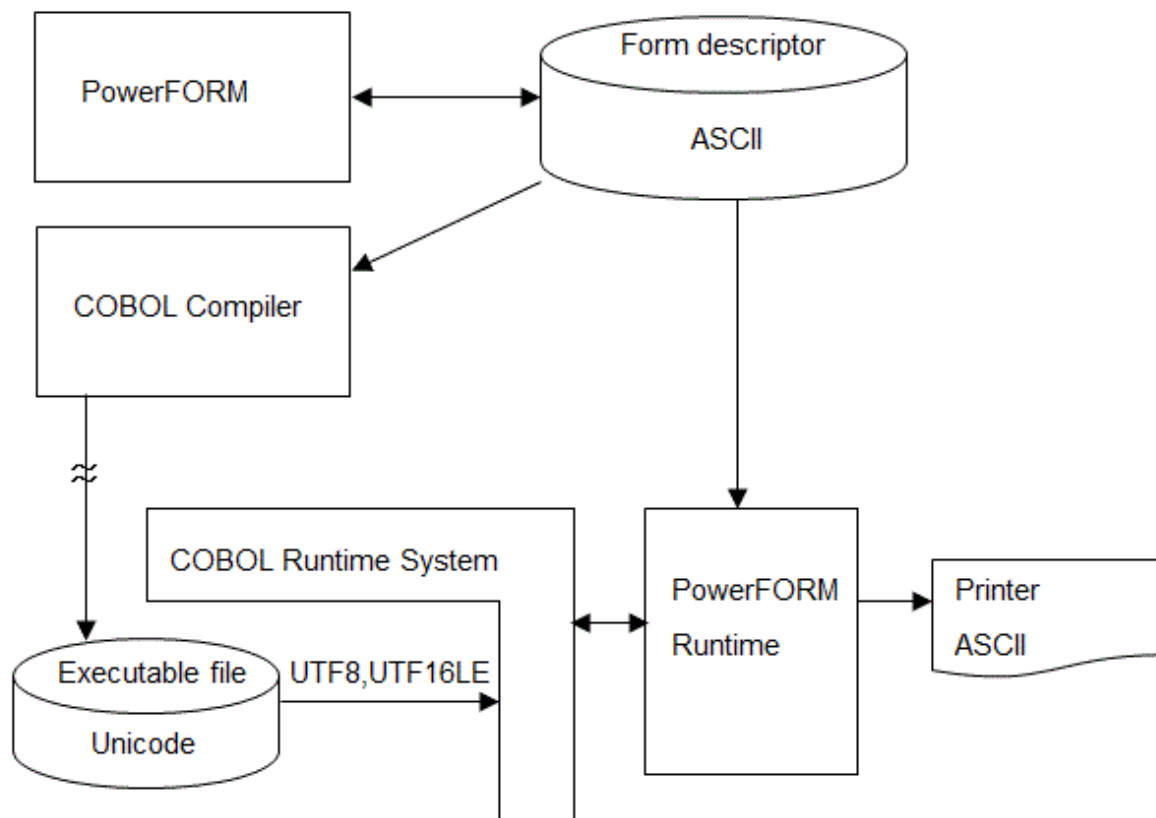 PowerFORM
Form descriptor
ASCII
COBOL Compiler
COBOL Runtime System
PowerFORM
Runtime
Printer
ASCII
Executable file
UTF8,UTF16LE
Unicode